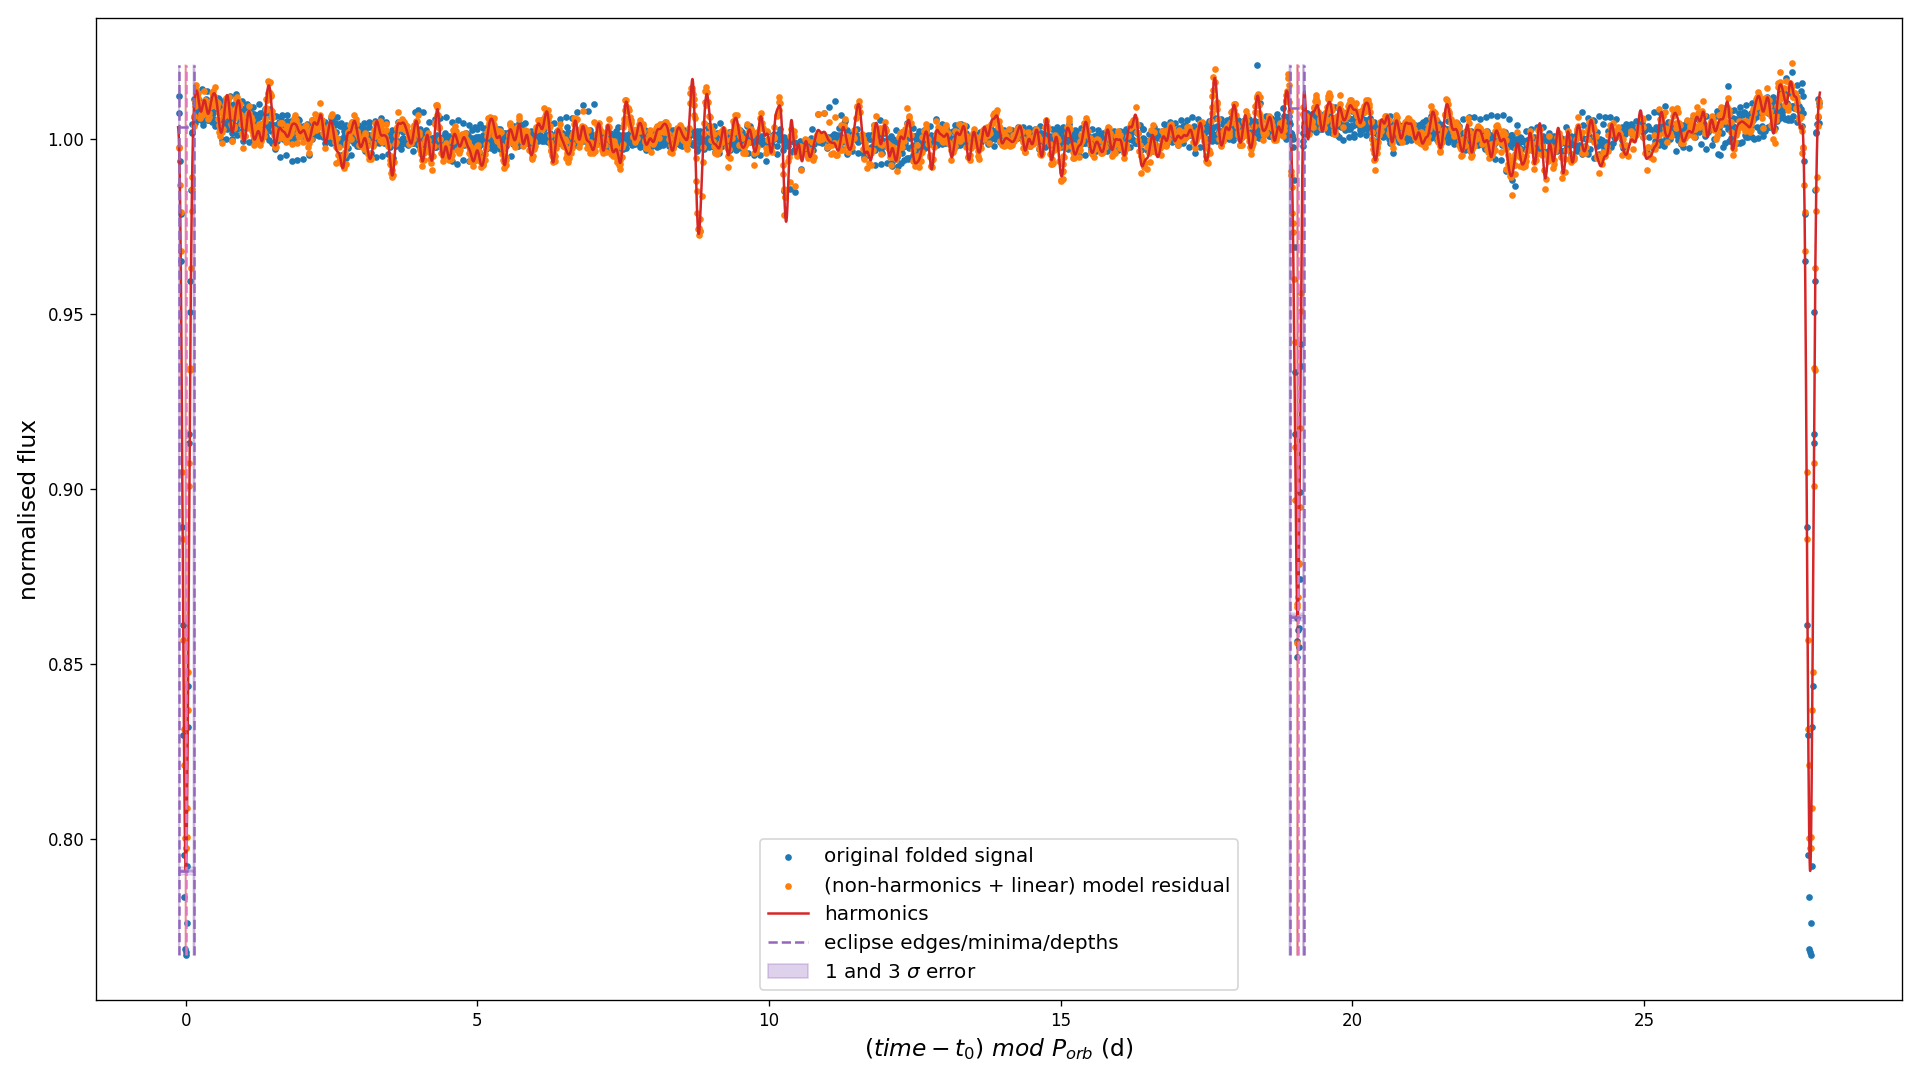 1.00
0.95
0.90
0.85
0.80
normalised flux
original folded signal
(non-harmonics + linear) model residual
harmonics
eclipse edges/minima/depths
1 and 3 σ error
0 5 10 15 20 25
(time − t₀) mod Pₒᵣb (d)